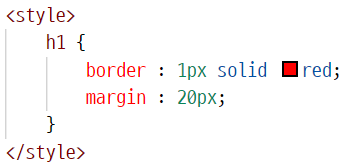 <style>
    h1 {
        border : 1px solid red;
        margin : 20px;
    }
</style>